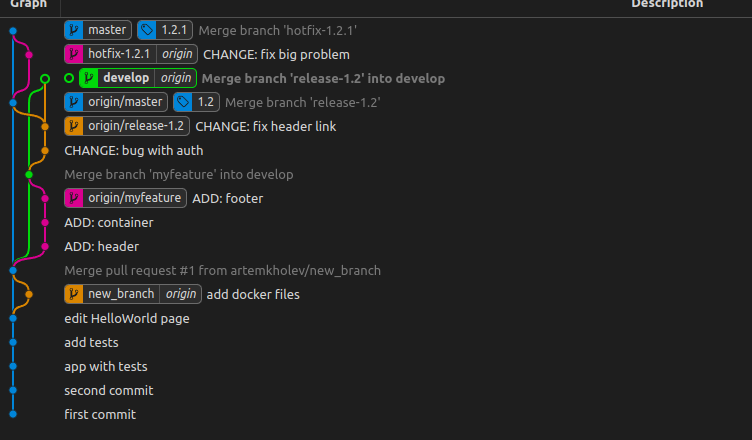 Graph Description
master 1.2.1 Merge branch 'hotfix-1.2.1'
hotfix-1.2.1 origin CHANGE: fix big problem
develop origin Merge branch 'release-1.2' into develop
origin/master 1.2 Merge branch 'release-1.2'
origin/release-1.2 CHANGE: fix header link
CHANGE: bug with auth
Merge branch 'myfeature' into develop
origin/myfeature ADD: footer
ADD: container
ADD: header
Merge pull request #1 from artemkholev/new_branch
new_branch origin add docker files
edit HelloWorld page
add tests
app with tests
second commit
first commit